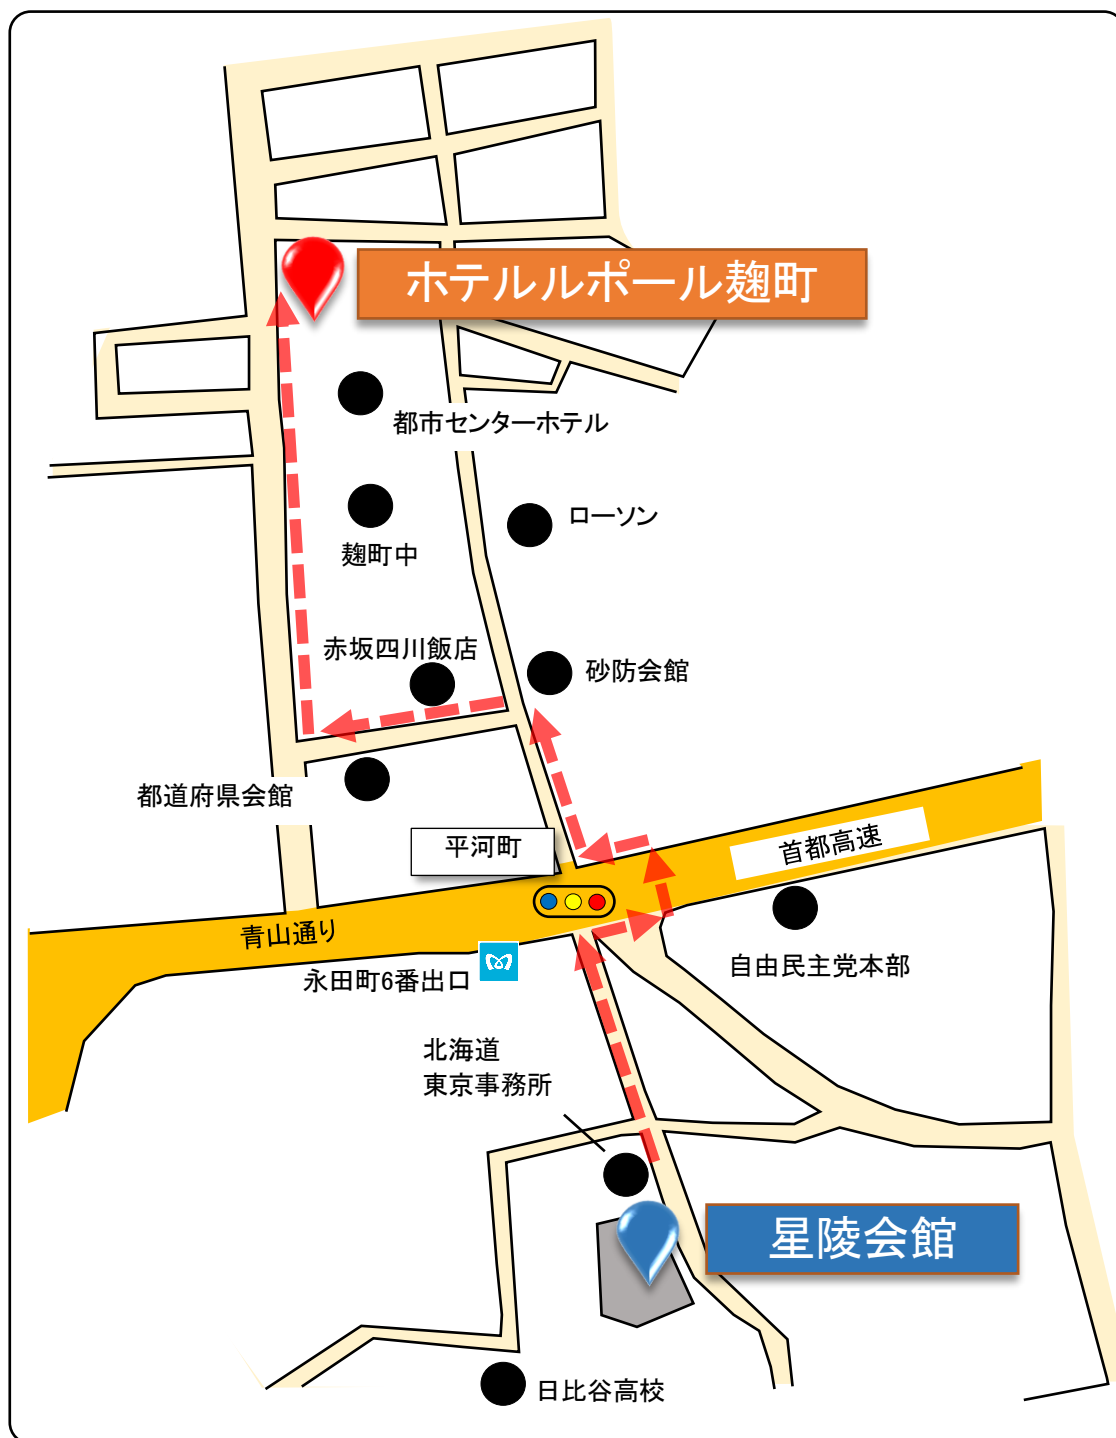 ホテルルポール麹町
都市センターホテル
ローソン
麹町中
赤坂四川飯店
砂防会館
都道府県会館
平河町
首都高速
青山通り
自由民主党本部
永田町6番出口
北海道
東京事務所
星陵会館
日比谷高校